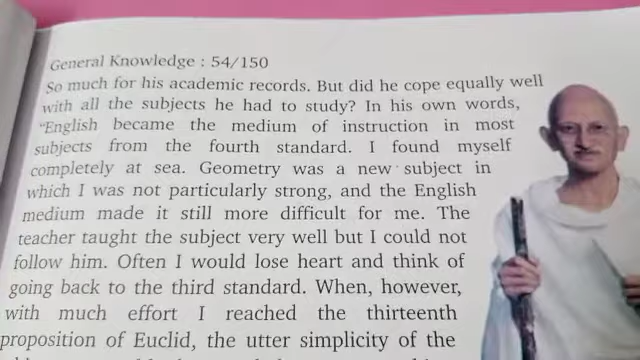 General Knowledge : 54/150
So much for his academic records. But did he cope equally well
with all the subjects he had to study? In his own words,
"English became the medium of instruction in most
subjects from the fourth standard. I found myself
completely at sea. Geometry was a new subject in
which I was not particularly strong, and the English
medium made it still more difficult for me. The
teacher taught the subject very well but I could not
follow him. Often I would lose heart and think of
going back to the third standard. When, however,
with much effort I reached the thirteenth
proposition of Euclid, the utter simplicity of the